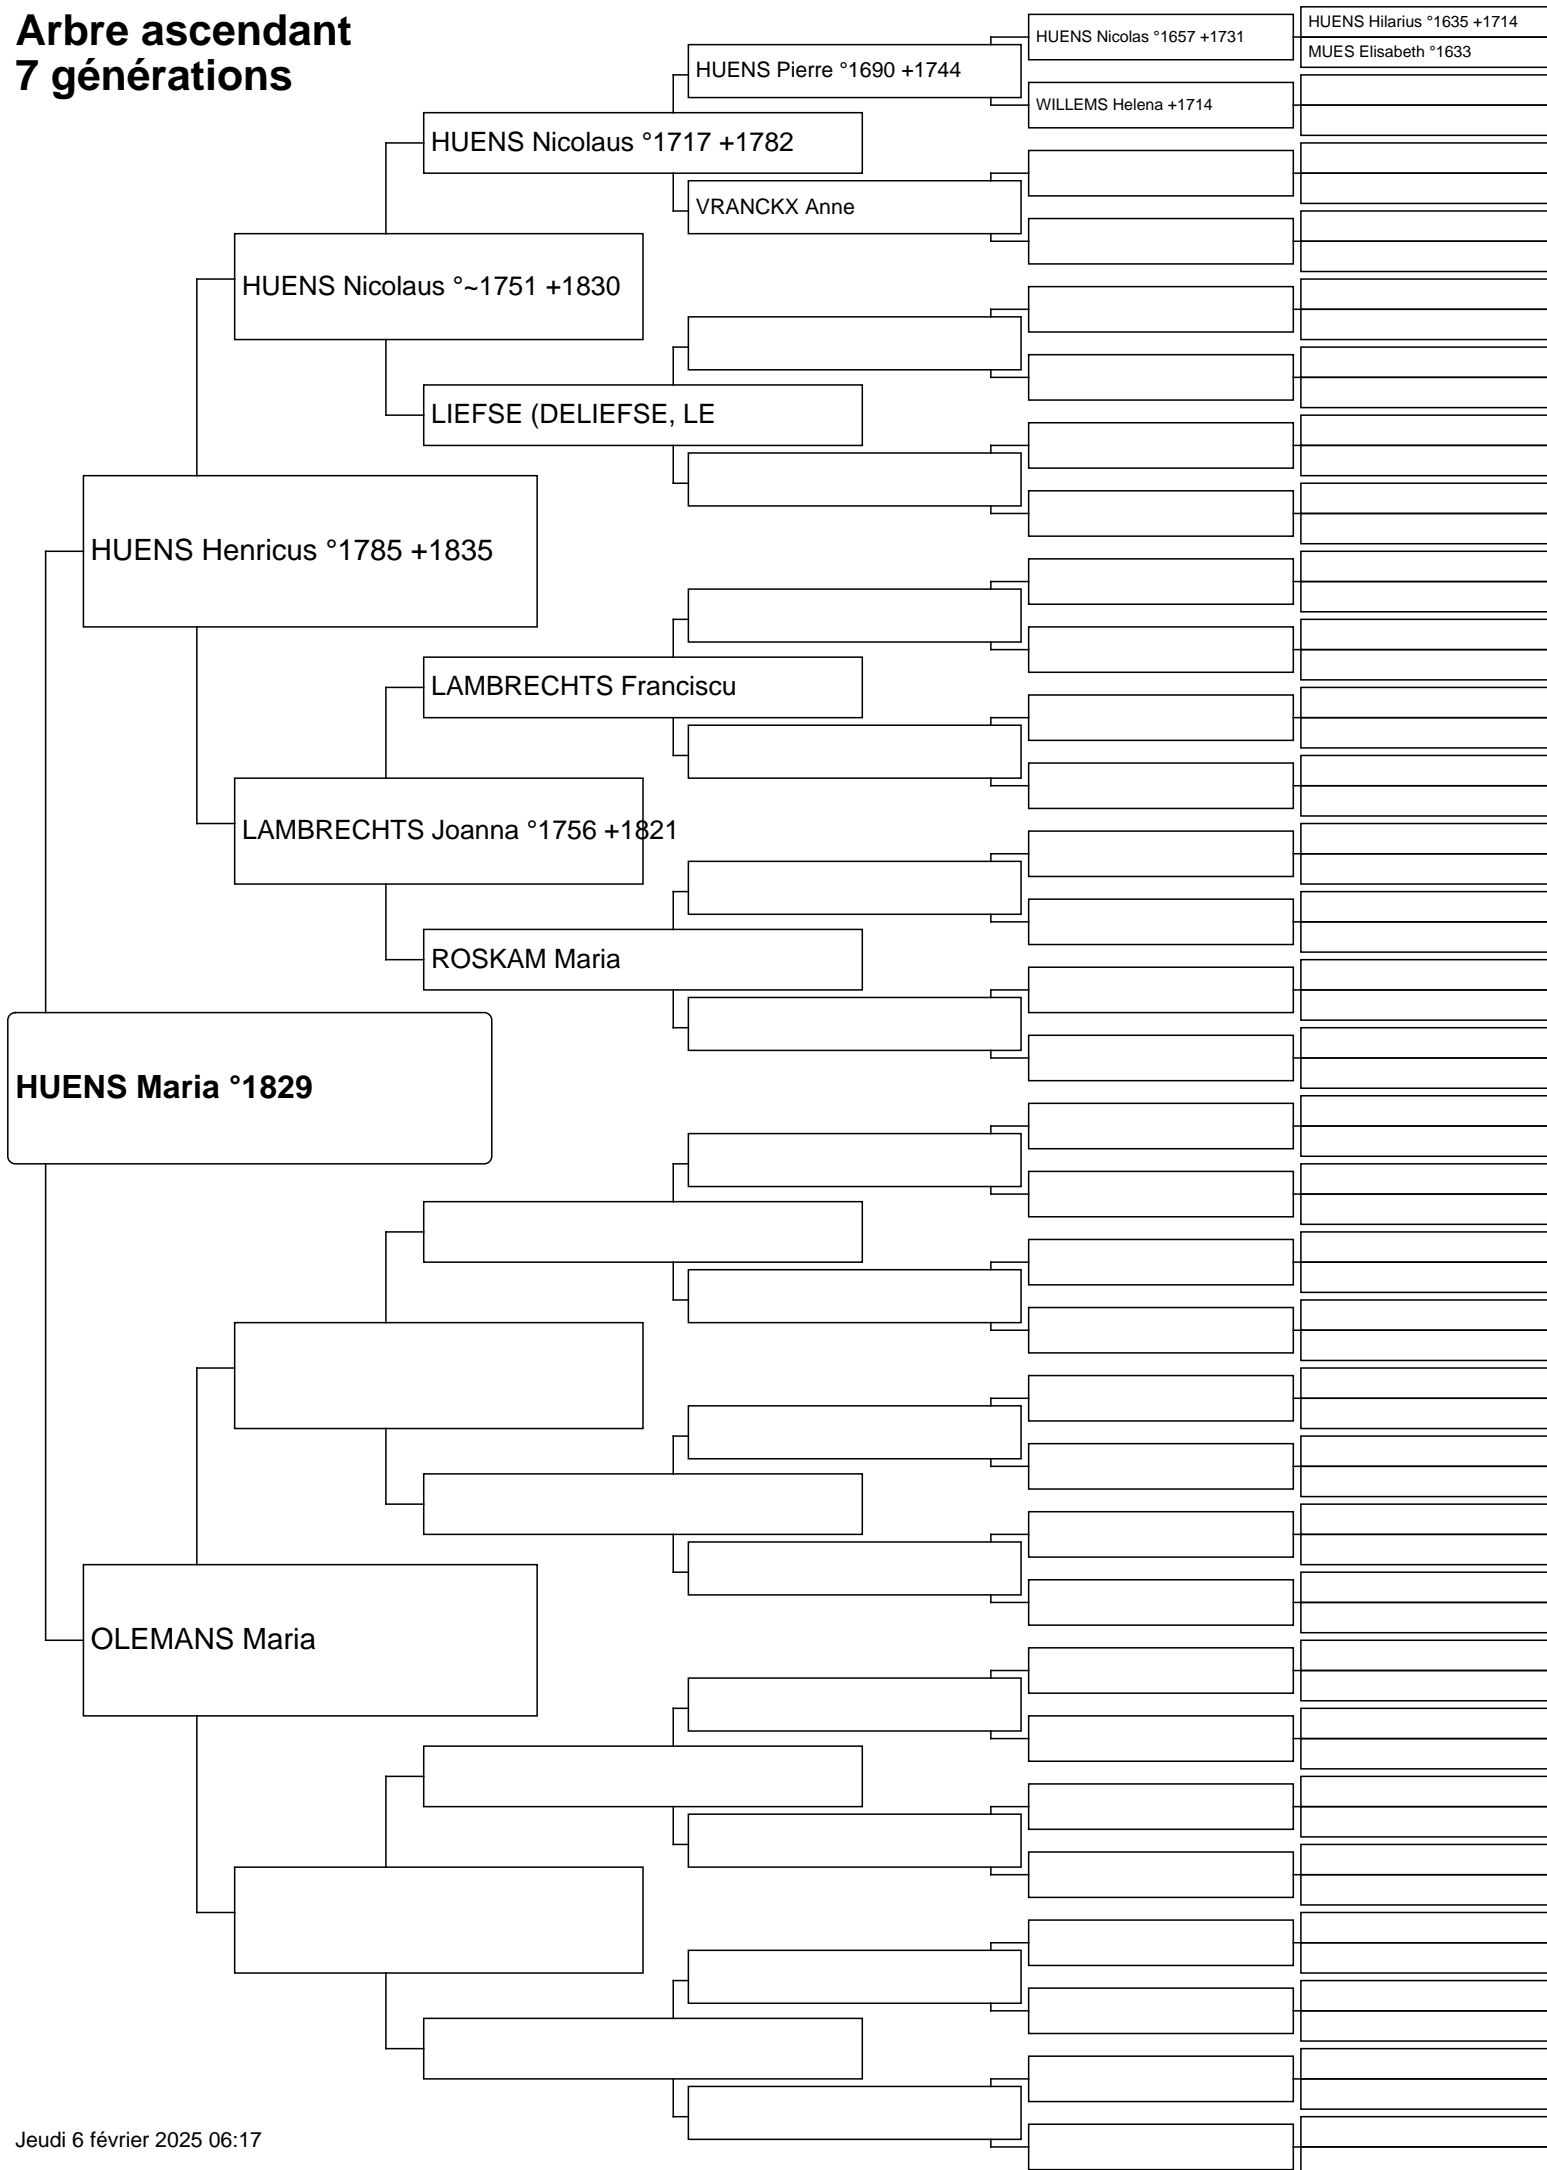 Arbre ascendant
7 générations
HUENS Hilarius °1635 +1714
HUENS Nicolas °1657 +1731
MUES Elisabeth °1633
HUENS Pierre °1690 +1744
WILLEMS Helena +1714
HUENS Nicolaus °1717 +1782
VRANCKX Anne
HUENS Nicolaus °~1751 +1830
LIEFSE (DELIEFSE, LE
HUENS Henricus °1785 +1835
LAMBRECHTS Franciscu
LAMBRECHTS Joanna °1756 +1821
ROSKAM Maria
HUENS Maria °1829
OLEMANS Maria
Jeudi 6 février 2025 06:17